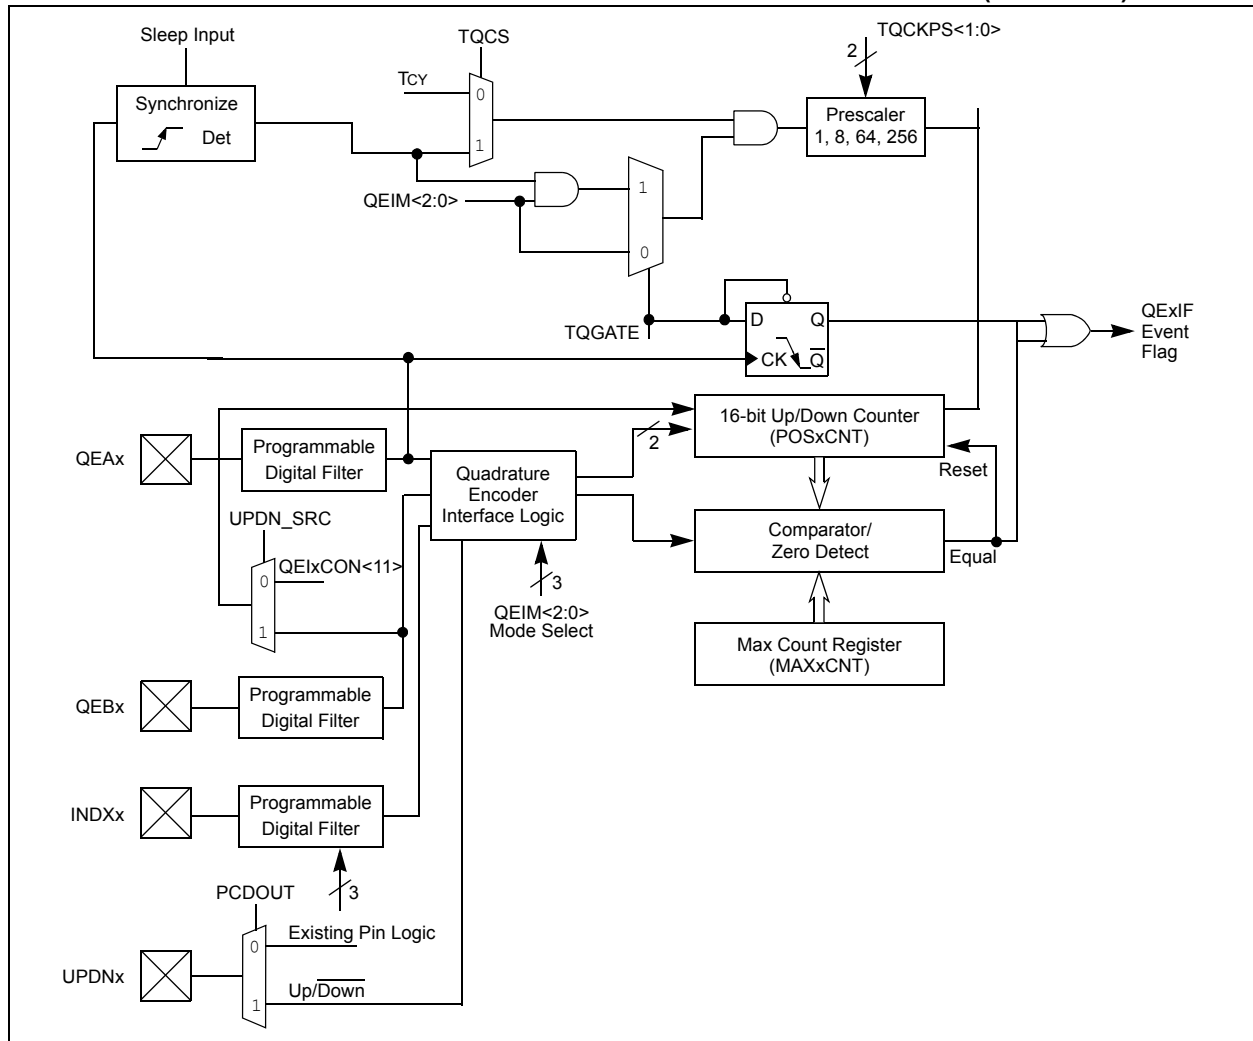 Sleep Input
TQCS
TQCKPS<1:0>
2
TCY
0
1
Synchronize
Det
Prescaler
1, 8, 64, 256
QEIM<2:0>
1
0
TQGATE
D Q
CK Q
QExIF
Event
Flag
16-bit Up/Down Counter
(POSxCNT)
2
QEAx
Programmable
Digital Filter
Quadrature
Encoder
Interface Logic
Reset
UPDN_SRC
0
QEIxCON<11>
1
Comparator/
Zero Detect
Equal
3
QEIM<2:0>
Mode Select
Max Count Register
(MAXxCNT)
QEBx
Programmable
Digital Filter
INDXx
Programmable
Digital Filter
3
PCDOUT
0
Existing Pin Logic
UPDNx
1
Up/Down